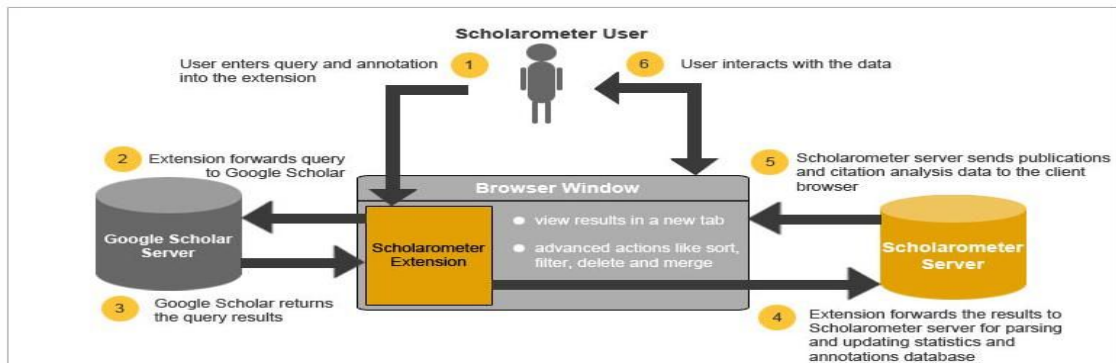 Scholarometer User
User enters query and annotation
into the extension
1
6
User interacts with the data
2
Extension forwards query
to Google Scholar
5
Scholarometer server sends publications
and citation analysis data to the client
browser
Browser Window
● view results in a new tab
● advanced actions like sort,
filter, delete and merge
Google Scholar
Server
Scholarometer
Extension
Scholarometer
Server
3
Google Scholar returns
the query results
4
Extension forwards the results to
Scholarometer server for parsing
and updating statistics and
annotations database